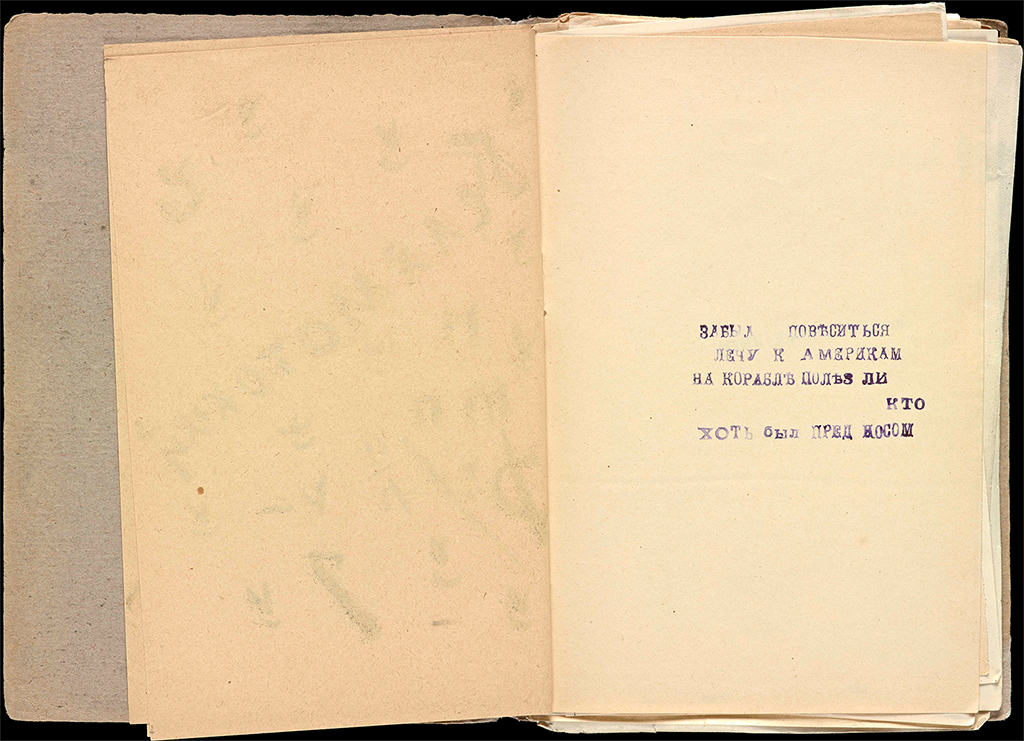 ЗАБЫЛ ПОВѢСИТЬСЯ
ЛЕЧУ К АМЕРИКАМ
НА КОРАБЛѢ ПОЛѢЗ ЛИ
КТО
ХОТЬ был ПРЕД НОСОМ